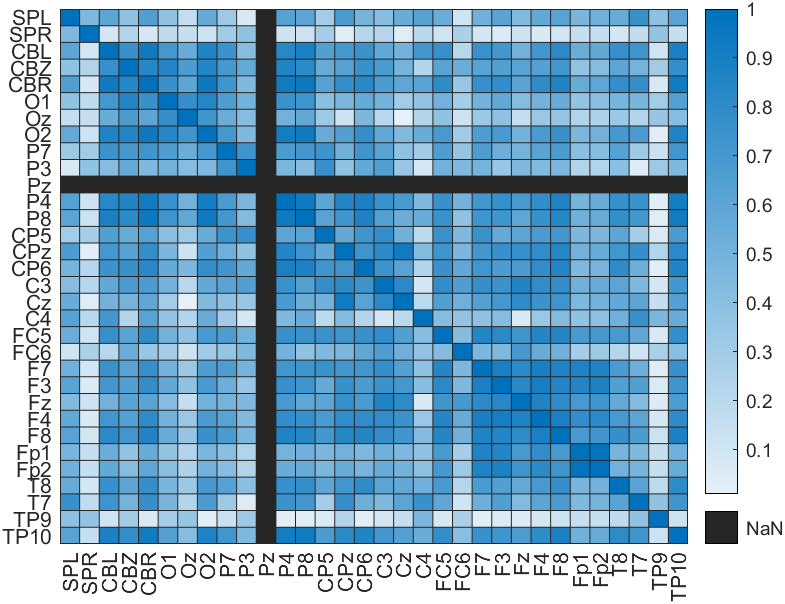 SPL
SPR
CBL
CBZ
CBR
O1
Oz
O2
P7
P3
Pz
P4
P8
CP5
CPz
CP6
C3
Cz
C4
FC5
FC6
F7
F3
Fz
F4
F8
Fp1
Fp2
T8
T7
TP9
TP10
SPL SPR CBL CBZ CBR O1 Oz O2 P7 P3 Pz P4 P8 CP5 CPz CP6 C3 Cz C4 FC5 FC6 F7 F3 Fz F4 F8 Fp1 Fp2 T8 T7 TP9 TP10
1
0.9
0.8
0.7
0.6
0.5
0.4
0.3
0.2
0.1
NaN